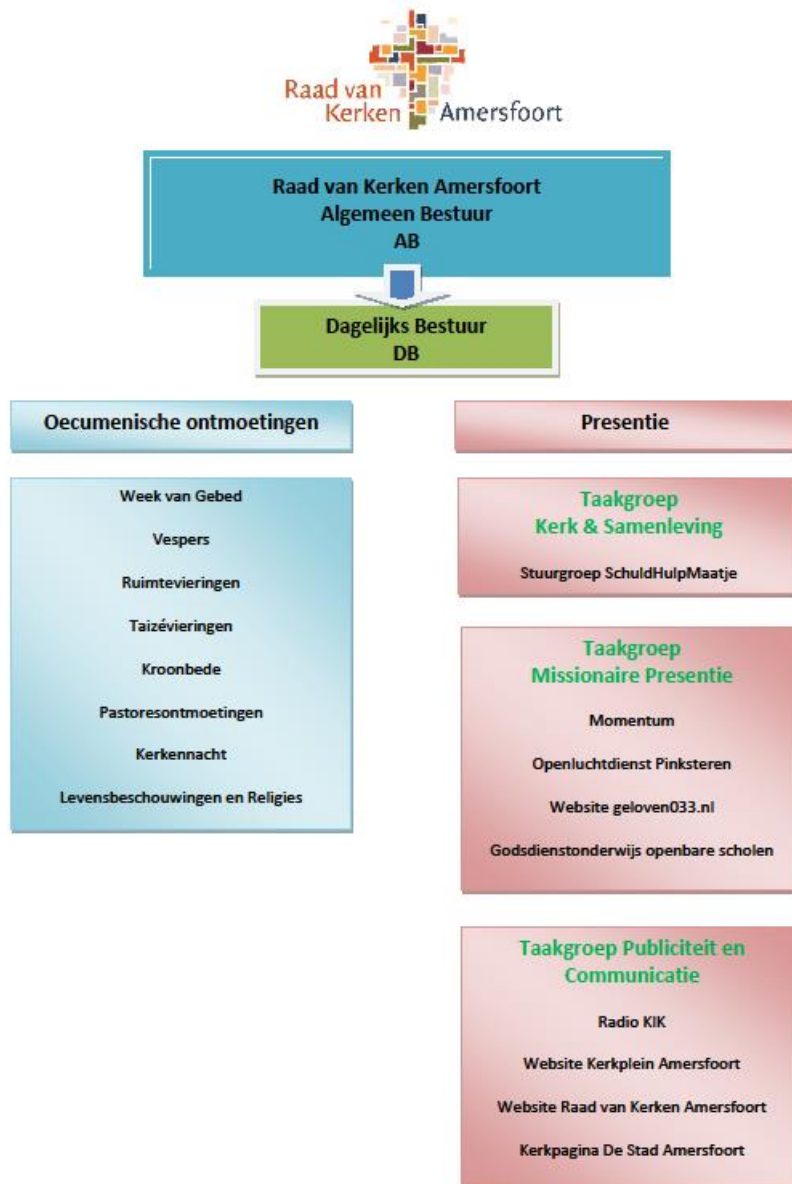 Raad van
Kerken Amersfoort
Raad van Kerken Amersfoort
Algemeen Bestuur
AB
Dagelijks Bestuur
DB
Oecumenische ontmoetingen
Week van Gebed
Vespers
Ruimtevieringen
Taizévieringen
Kroonbede
Pastoresontmoetingen
Kerkennacht
Levensbeschouwingen en Religies
Presentie
Taakgroep
Kerk & Samenleving
Stuurgroep SchuldHulpMaatje
Taakgroep
Missionaire Presentie
Momentum
Openluchtdienst Pinksteren
Website geloven033.nl
Godsdienstonderwijs openbare scholen
Taakgroep Publiciteit en
Communicatie
Radio KIK
Website Kerkplein Amersfoort
Website Raad van Kerken Amersfoort
Kerkpagina De Stad Amersfoort